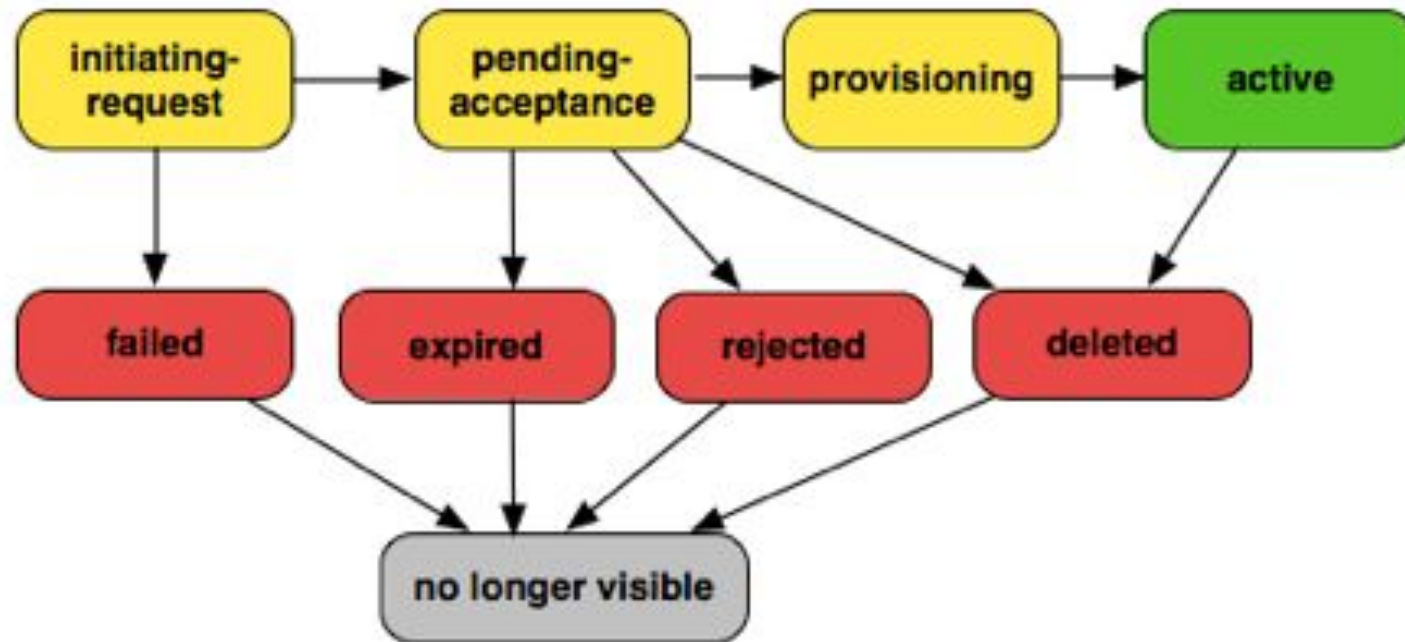 initiating-
request
pending-
acceptance
provisioning
active
failed
expired
rejected
deleted
no longer visible